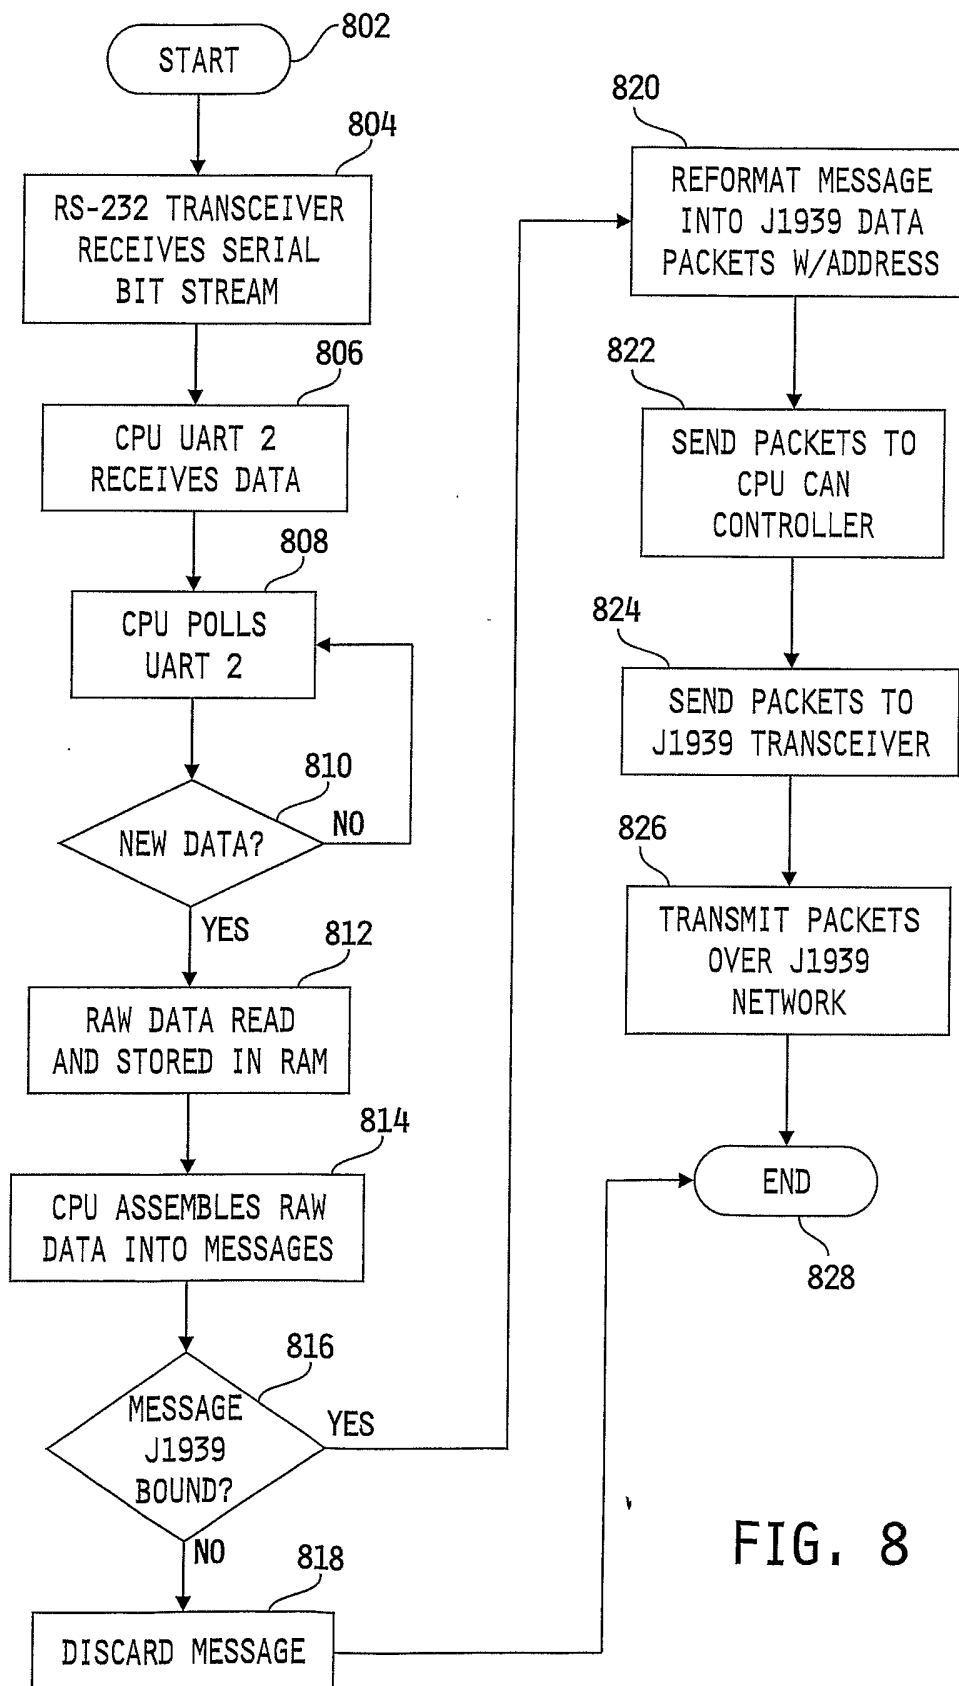 802
START
804
RS-232 TRANSCEIVER
RECEIVES SERIAL
BIT STREAM
806
CPU UART 2
RECEIVES DATA
808
CPU POLLS
UART 2
810
NEW DATA?
NO
YES
812
RAW DATA READ
AND STORED IN RAM
814
CPU ASSEMBLES RAW
DATA INTO MESSAGES
816
MESSAGE
J1939
BOUND?
YES
NO
818
DISCARD MESSAGE
820
REFORMAT MESSAGE
INTO J1939 DATA
PACKETS W/ADDRESS
822
SEND PACKETS TO
CPU CAN
CONTROLLER
824
SEND PACKETS TO
J1939 TRANSCEIVER
826
TRANSMIT PACKETS
OVER J1939
NETWORK
END
828
FIG. 8